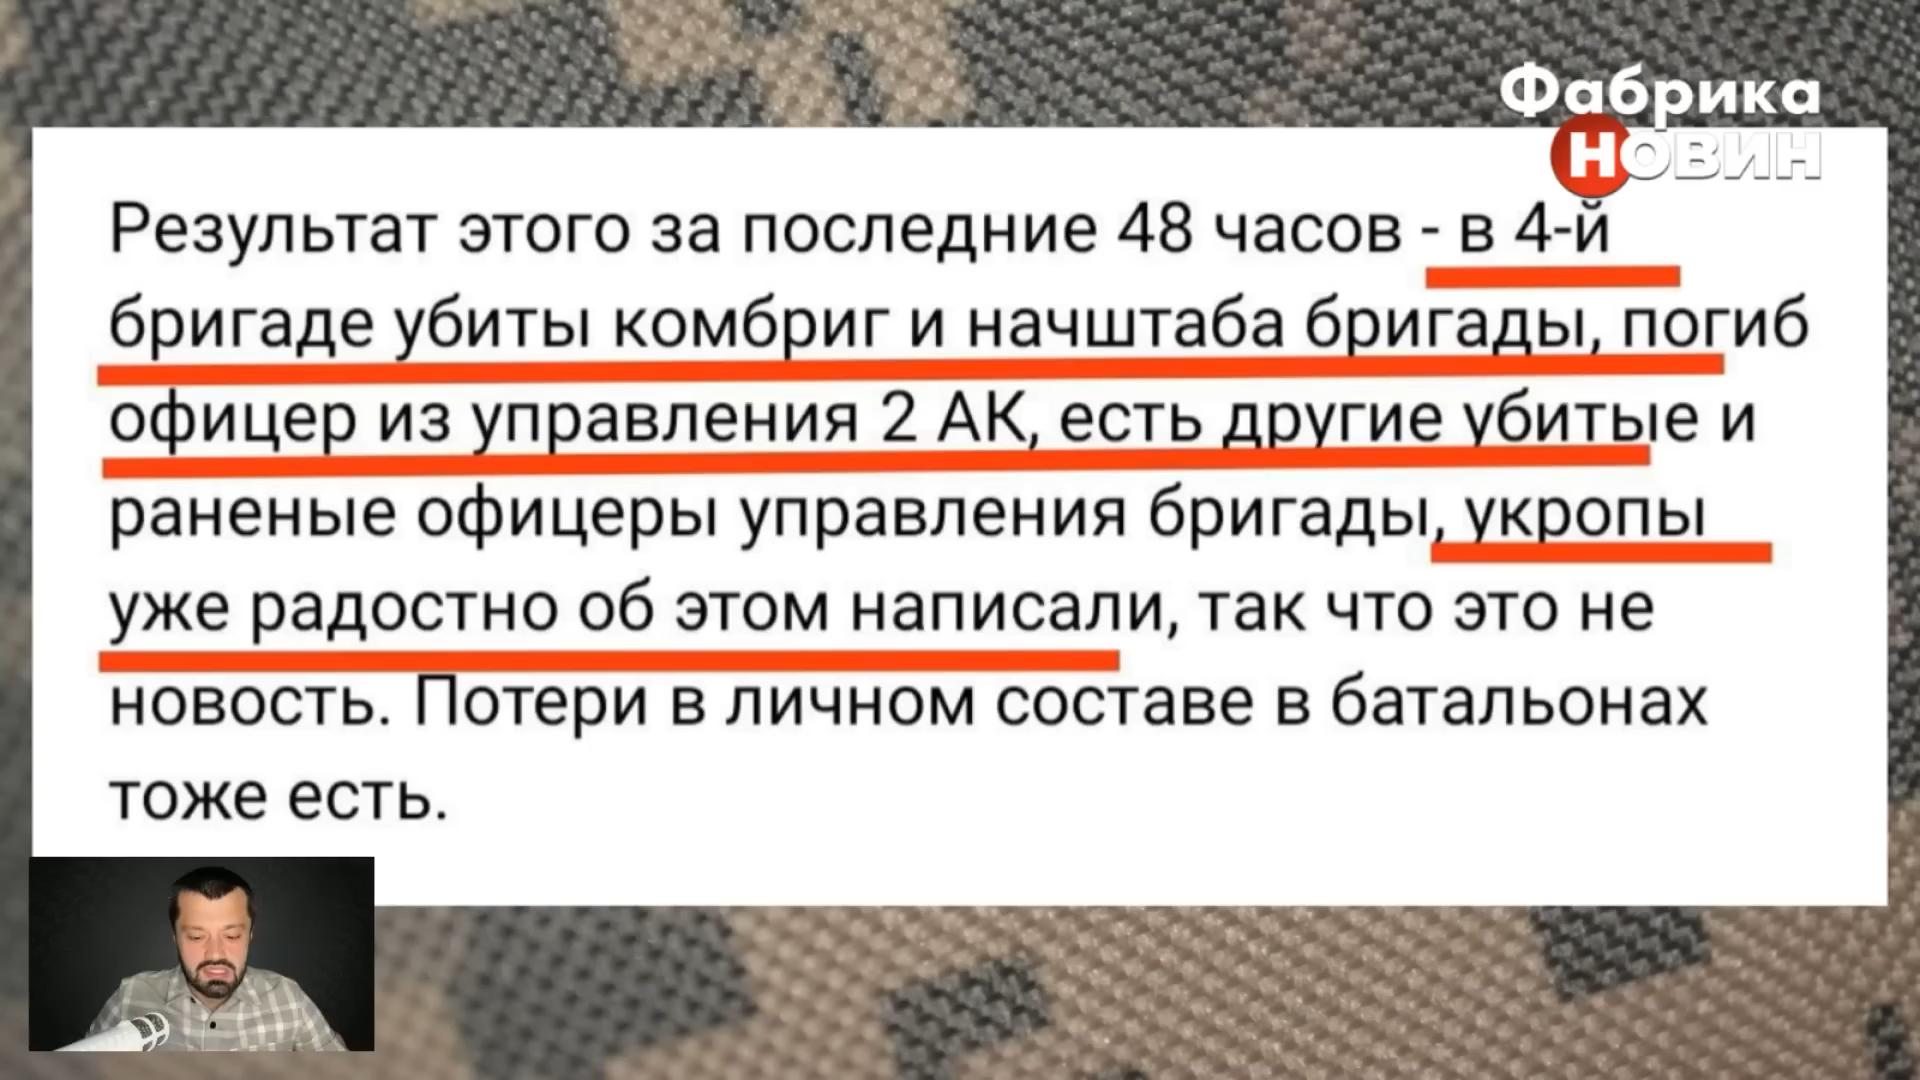 Фабрика
новин
Результат этого за последние 48 часов - в 4-й
бригаде убиты комбриг и начштаба бригады, погиб
офицер из управления 2 АК, есть другие убитые и
раненые офицеры управления бригады, укропы
уже радостно об этом написали, так что это не
новость. Потери в личном составе в батальонах
тоже есть.